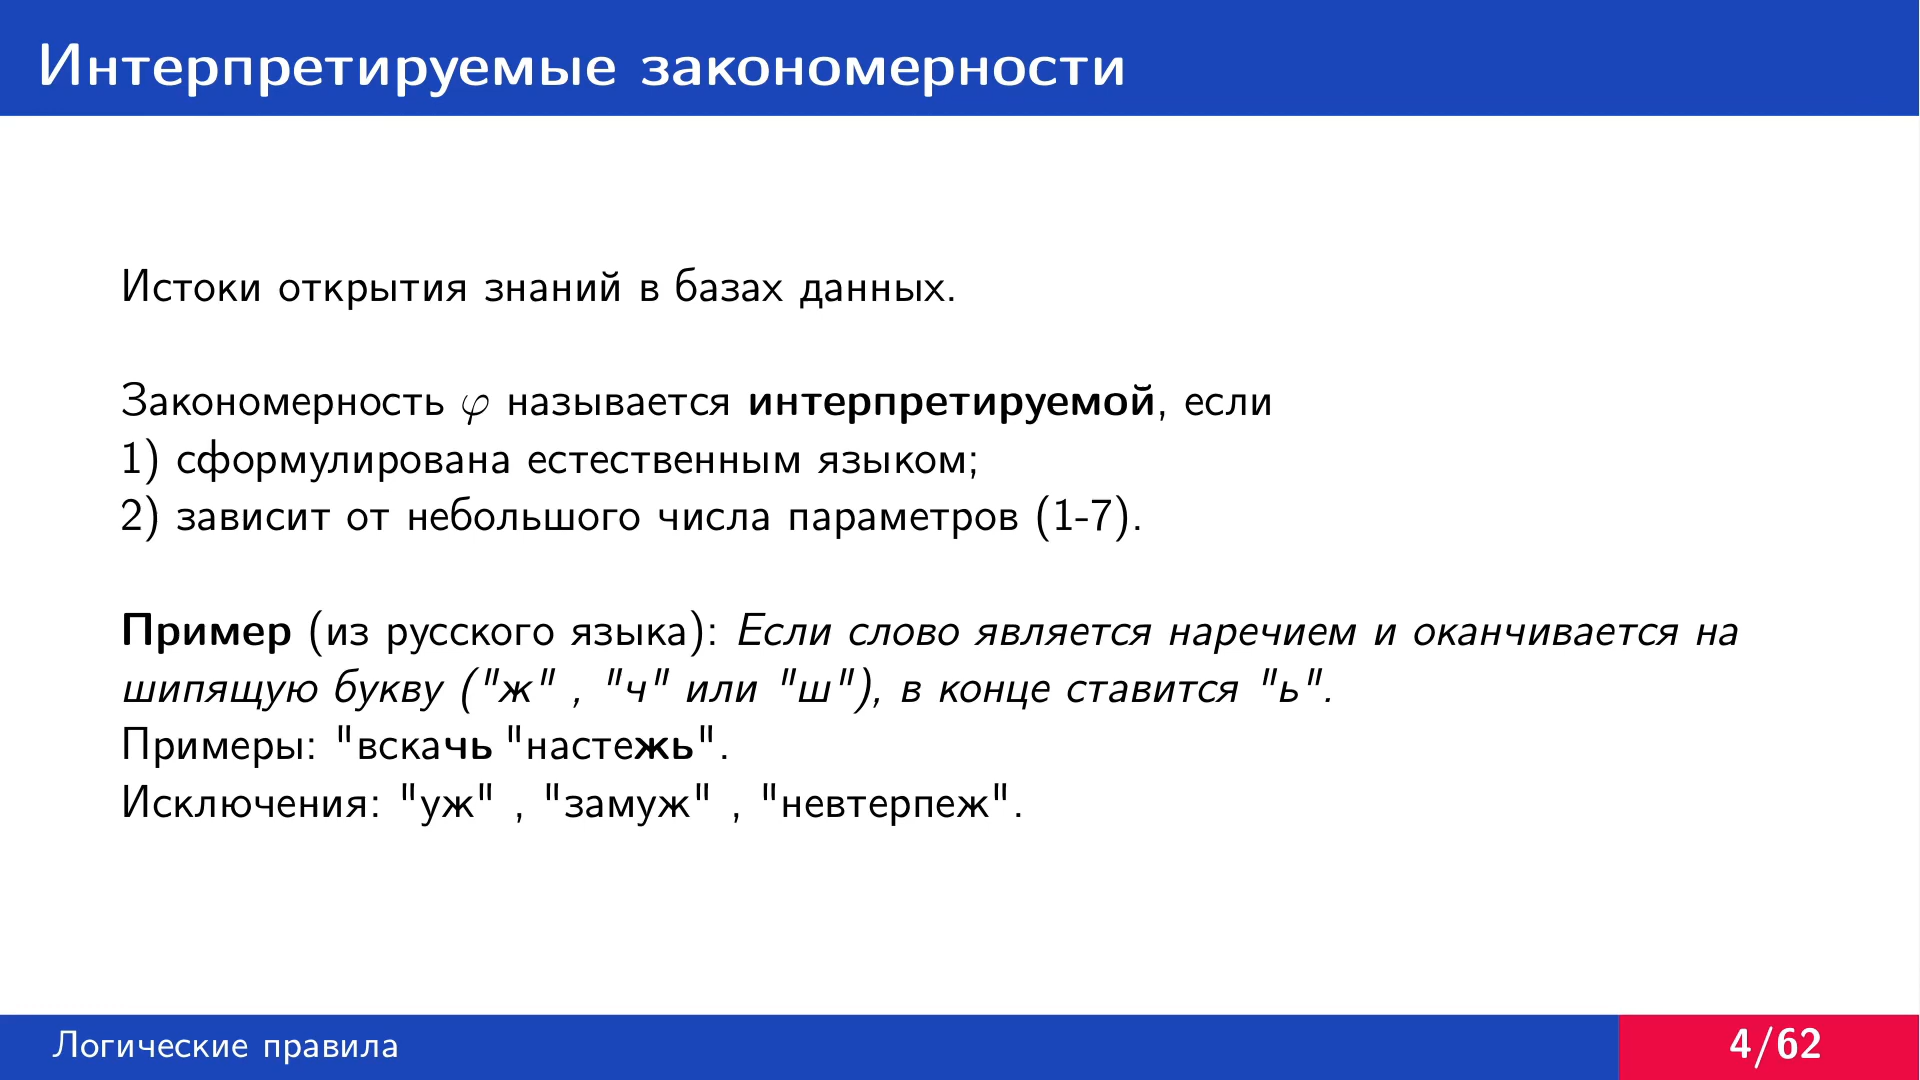 Интерпретируемые закономерности
Истоки открытия знаний в базах данных.
Закономерность φ называется интерпретируемой, если
1) сформулирована естественным языком;
2) зависит от небольшого числа параметров (1-7).
Пример (из русского языка): Если слово является наречием и оканчивается на
шипящую букву ("ж" , "ч" или "ш"), в конце ставится "ь".
Примеры: "вскачь "настежь".
Исключения: "уж" , "замуж" , "невтерпеж".
Логические правила
4/62